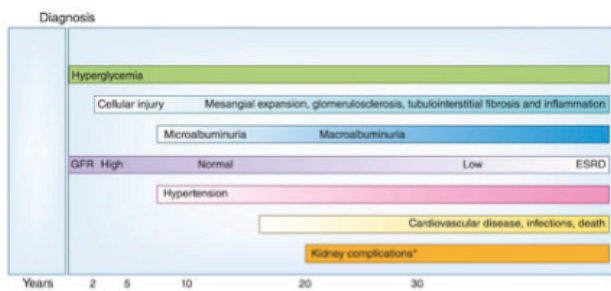 Diagnosis
Hyperglycemia
Cellular injury Mesangial expansion, glomerulosclerosis, tubulointerstitial fibrosis and inflammation
Microalbuminuria Macroalbuminuria
GFR High Normal Low ESRD
Hypertension
Cardiovascular disease, infections, death
Kidney complications*
Years 2 5 10 20 30